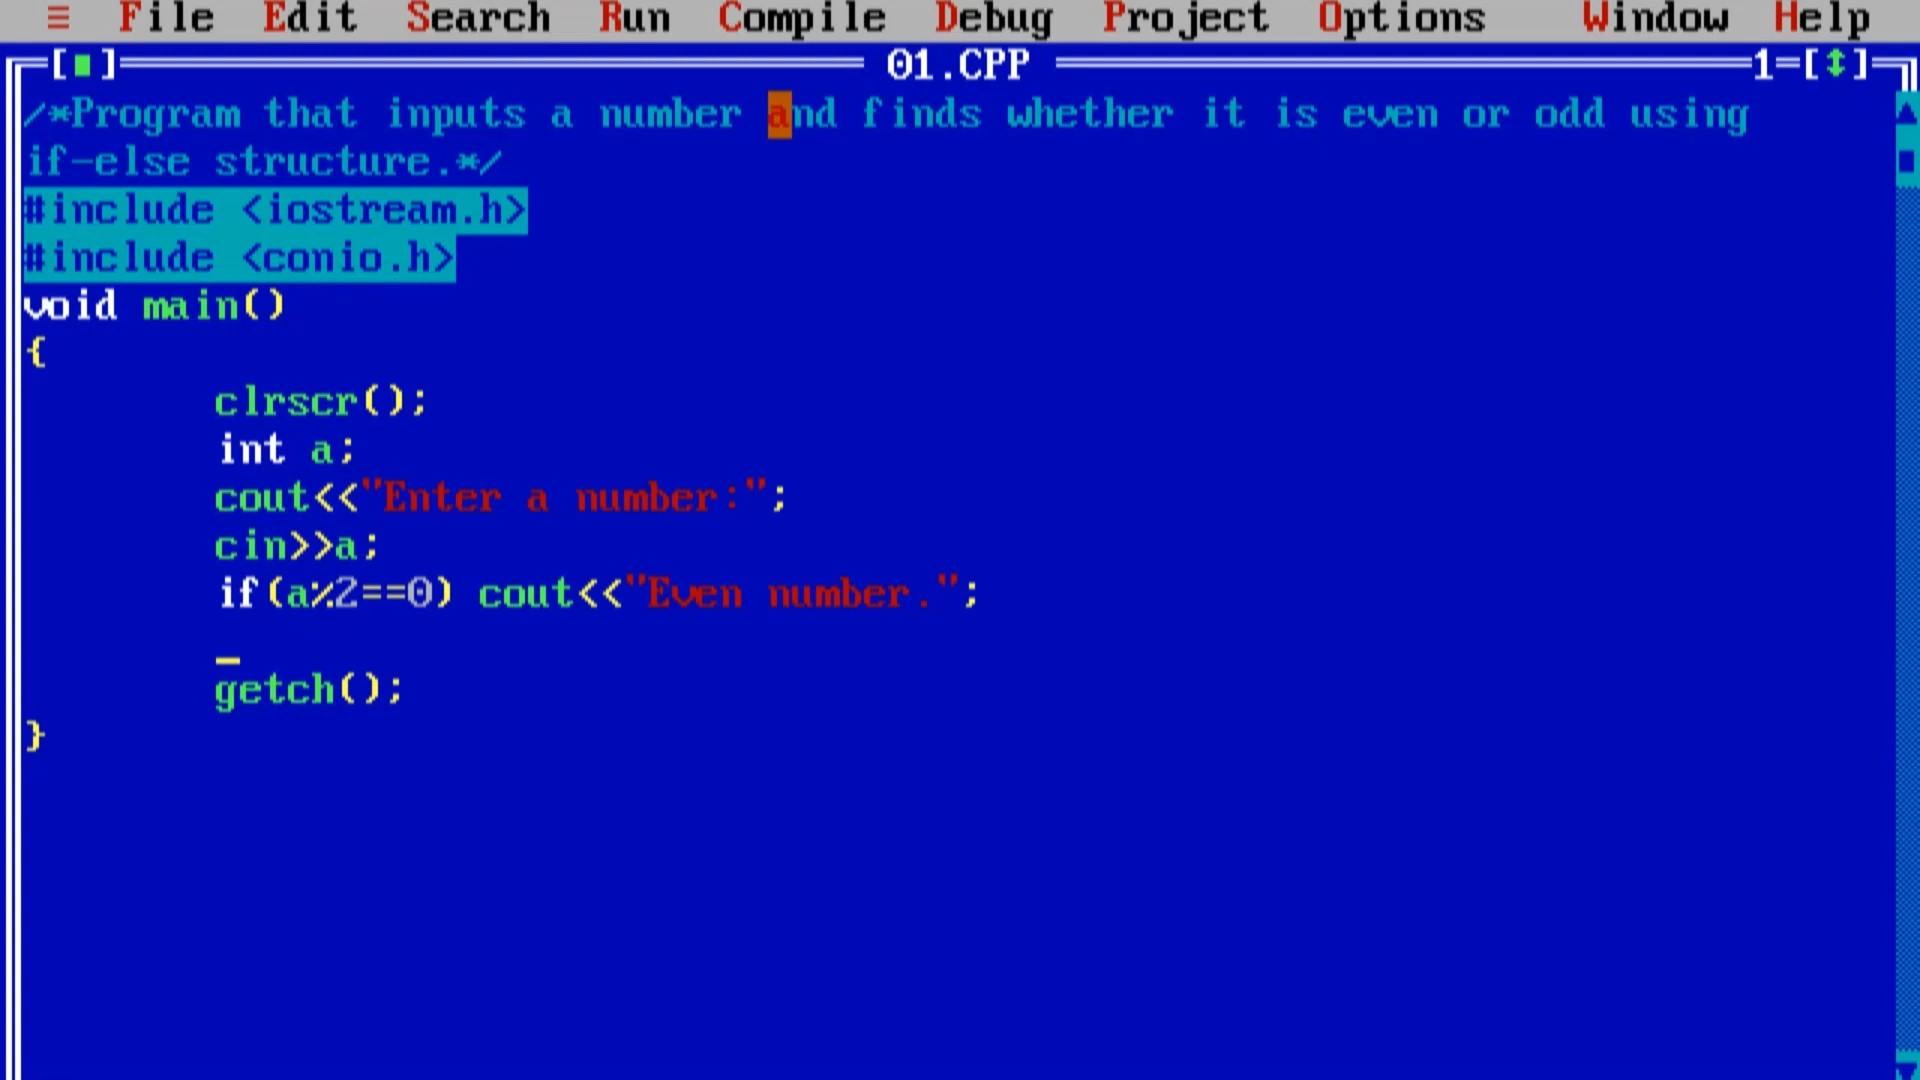 ≡ File Edit Search Run Compile Debug Project Options Window Help
[■] 01.CPP 1=[↕]
/*Program that inputs a number and finds whether it is even or odd using
if-else structure.*/
#include <iostream.h>
#include <conio.h>
void main()
{
clrscr();
int a;
cout<<"Enter a number:";
cin>>a;
if(a%2==0) cout<<"Even number.";
_
getch();
}